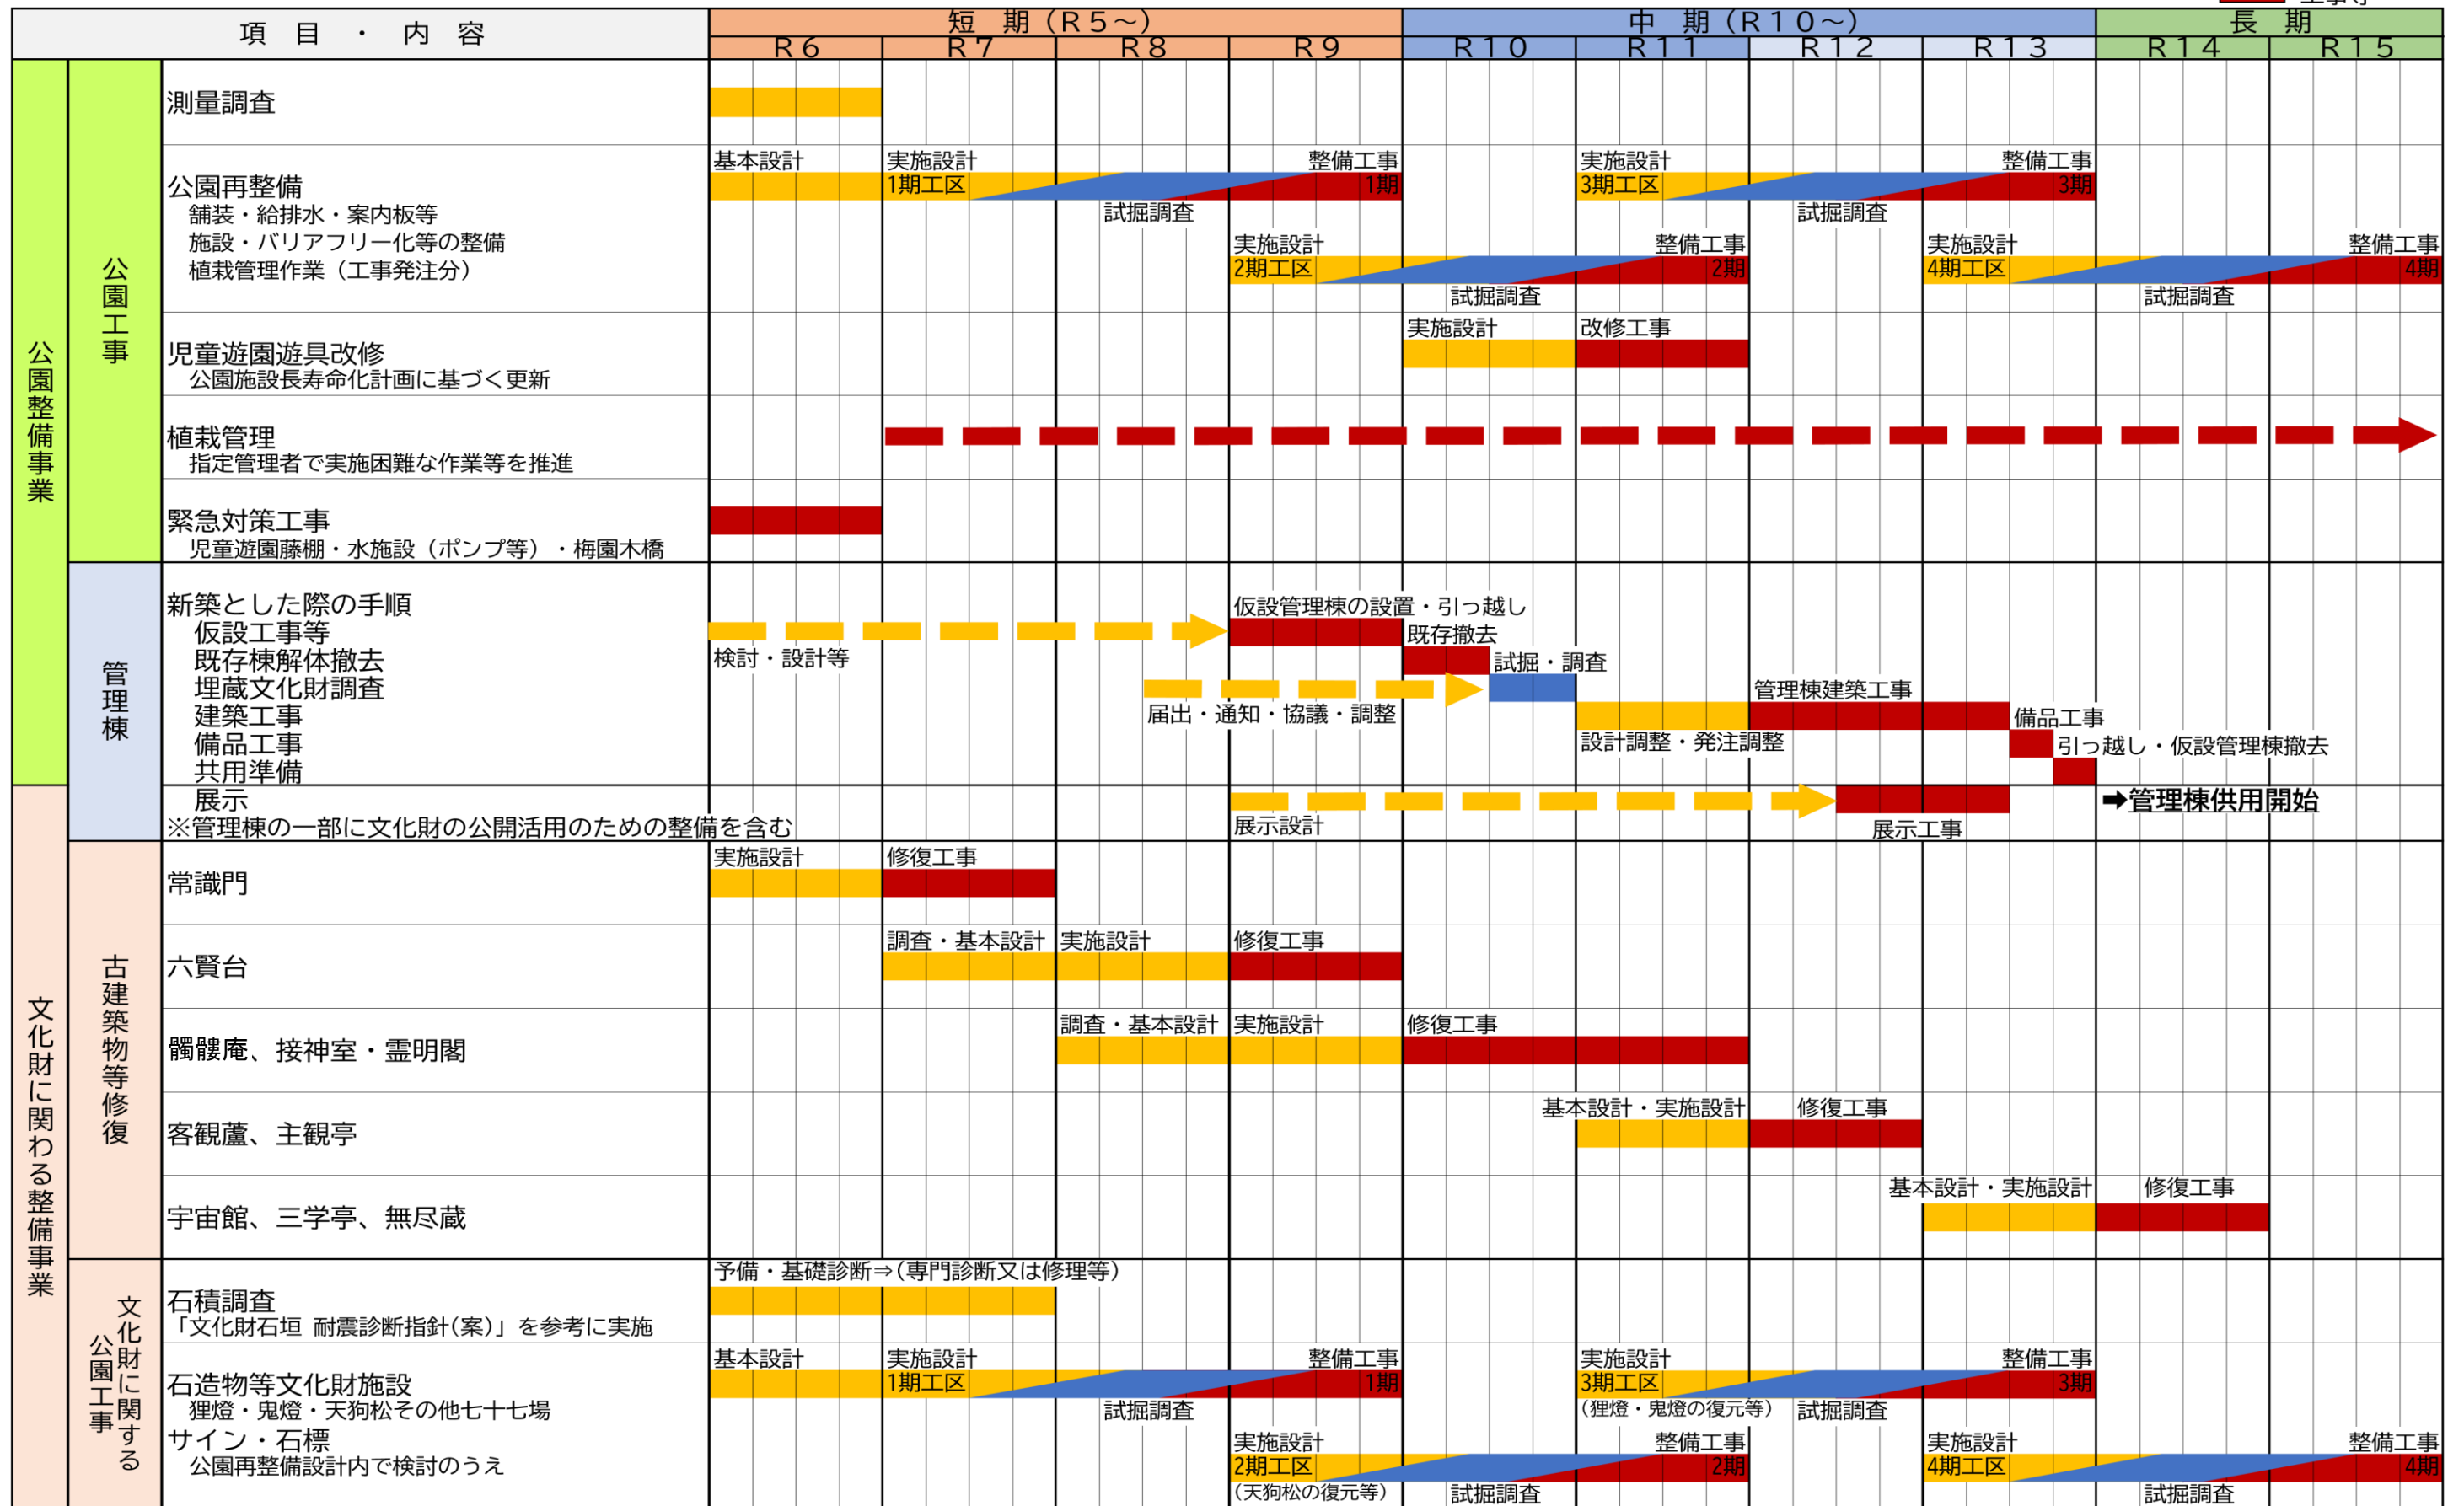 項　目　・　内　容
短　期（Ｒ５～）
中　期（Ｒ１０～）
長　期
Ｒ６
Ｒ７
Ｒ８
Ｒ９
Ｒ１０
Ｒ１１
Ｒ１２
Ｒ１３
Ｒ１４
Ｒ１５
公園整備事業
公園工事
測量調査
公園再整備
舗装・給排水・案内板等
施設・バリアフリー化等の整備
植栽管理作業（工事発注分）
基本設計
実施設計
1期工区
試掘調査
整備工事
1期
実施設計
2期工区
試掘調査
整備工事
2期
実施設計
3期工区
試掘調査
整備工事
3期
実施設計
4期工区
試掘調査
整備工事
4期
児童遊園遊具改修
公園施設長寿命化計画に基づく更新
実施設計
改修工事
植栽管理
指定管理者で実施困難な作業等を推進
緊急対策工事
児童遊園藤棚・水施設（ポンプ等）・梅園木橋
管理棟
新築とした際の手順
仮設工事等
既存棟解体撤去
埋蔵文化財調査
建築工事
備品工事
共用準備
展示
※管理棟の一部に文化財の公開活用のための整備を含む
検討・設計等
仮設管理棟の設置・引っ越し
既存撤去
試掘・調査
届出・通知・協議・調整
管理棟建築工事
設計調整・発注調整
備品工事
引っ越し・仮設管理棟撤去
展示設計
展示工事
➡管理棟供用開始
文化財に関わる整備事業
古建築物等修復
常識門
実施設計
修復工事
六賢台
調査・基本設計
実施設計
修復工事
髑髏庵、接神室・霊明閣
調査・基本設計
実施設計
修復工事
客観蘆、主観亭
基本設計・実施設計
修復工事
宇宙館、三学亭、無尽蔵
基本設計・実施設計
修復工事
文化財に関する
公園工事
石積調査
「文化財石垣 耐震診断指針(案)」を参考に実施
予備・基礎診断⇒(専門診断又は修理等)
石造物等文化財施設
狸燈・鬼燈・天狗松その他七十七場
サイン・石標
公園再整備設計内で検討のうえ
基本設計
実施設計
1期工区
試掘調査
整備工事
1期
実施設計
2期工区
(天狗松の復元等)
試掘調査
整備工事
2期
実施設計
3期工区
(狸燈・鬼燈の復元等)
試掘調査
整備工事
3期
実施設計
4期工区
試掘調査
整備工事
4期